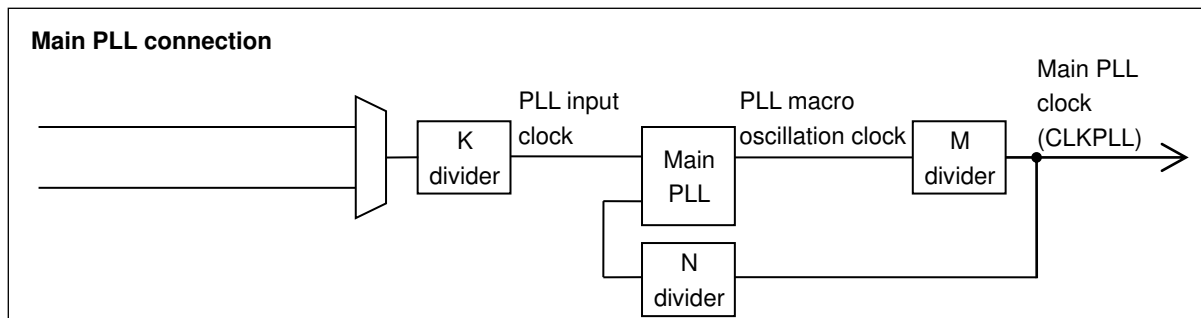 Main PLL connection
K
divider
PLL input
clock
Main
PLL
PLL macro
oscillation clock
M
divider
Main PLL
clock
(CLKPLL)
N
divider